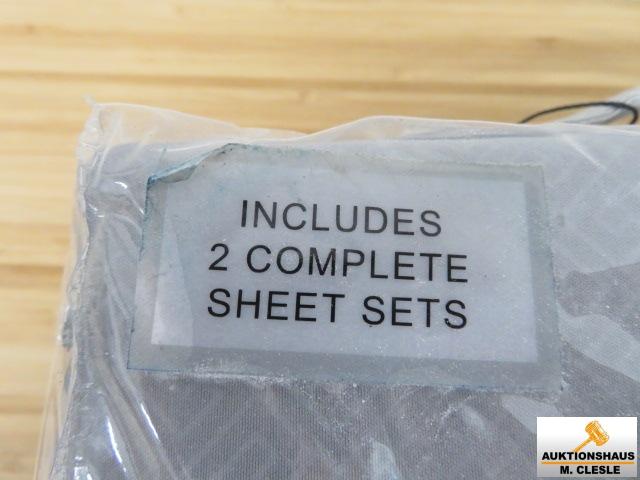 INCLUDES
2 COMPLETE
SHEET SETS
AUKTIONSHAUS
M. CLESLE